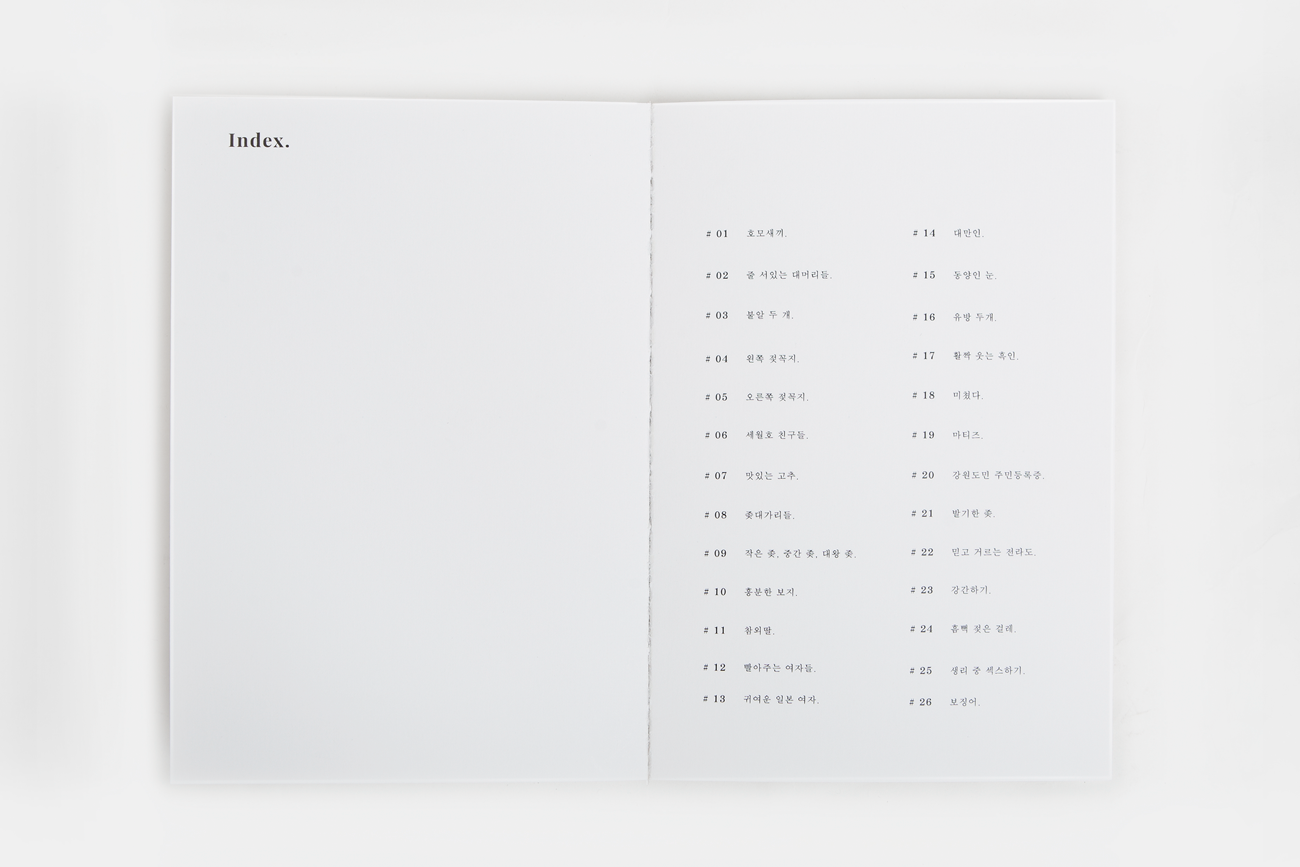 Index.
# 01 호모새끼.
# 02 줄 서있는 대머리들.
# 03 불알 두 개.
# 04 왼쪽 젖꼭지.
# 05 오른쪽 젖꼭지.
# 06 세월호 친구들.
# 07 맛있는 고추.
# 08 좆대가리들.
# 09 작은 좆, 중간 좆, 대왕 좆.
# 10 흥분한 보지.
# 11 참외딸.
# 12 빨아주는 여자들.
# 13 귀여운 일본 여자.
# 14 대만인.
# 15 동양인 눈.
# 16 유방 두개.
# 17 활짝 웃는 흑인.
# 18 미쳤다.
# 19 마티즈.
# 20 강원도민 주민등록증.
# 21 발기한 좆.
# 22 믿고 거르는 전라도.
# 23 강간하기.
# 24 흠뻑 젖은 걸레.
# 25 생리 중 섹스하기.
# 26 보징어.